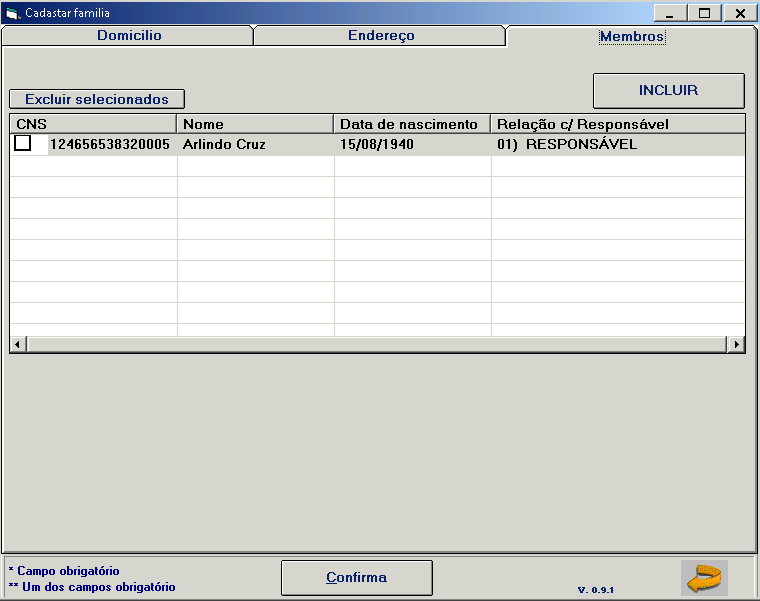 Cadastar familia
Domicilio Endereço Membros
INCLUIR
Excluir selecionados
CNS Nome Data de nascimento Relação c/ Responsável
124656538320005 Arlindo Cruz 15/08/1940 01) RESPONSÁVEL
* Campo obrigatório
** Um dos campos obrigatório
Confirma
V. 0.9.1